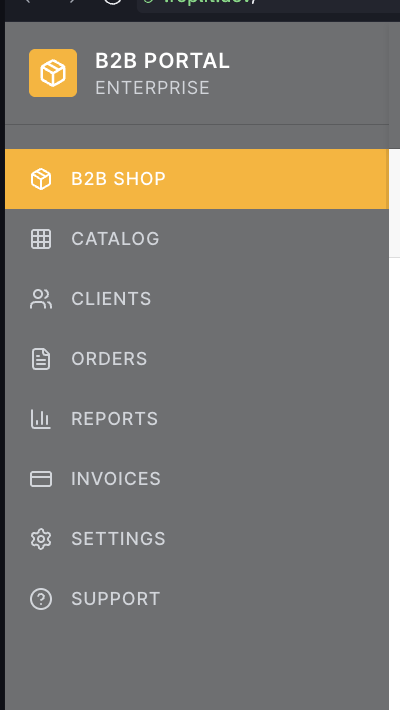 B2B PORTAL
ENTERPRISE
B2B SHOP
CATALOG
CLIENTS
ORDERS
REPORTS
INVOICES
SETTINGS
SUPPORT